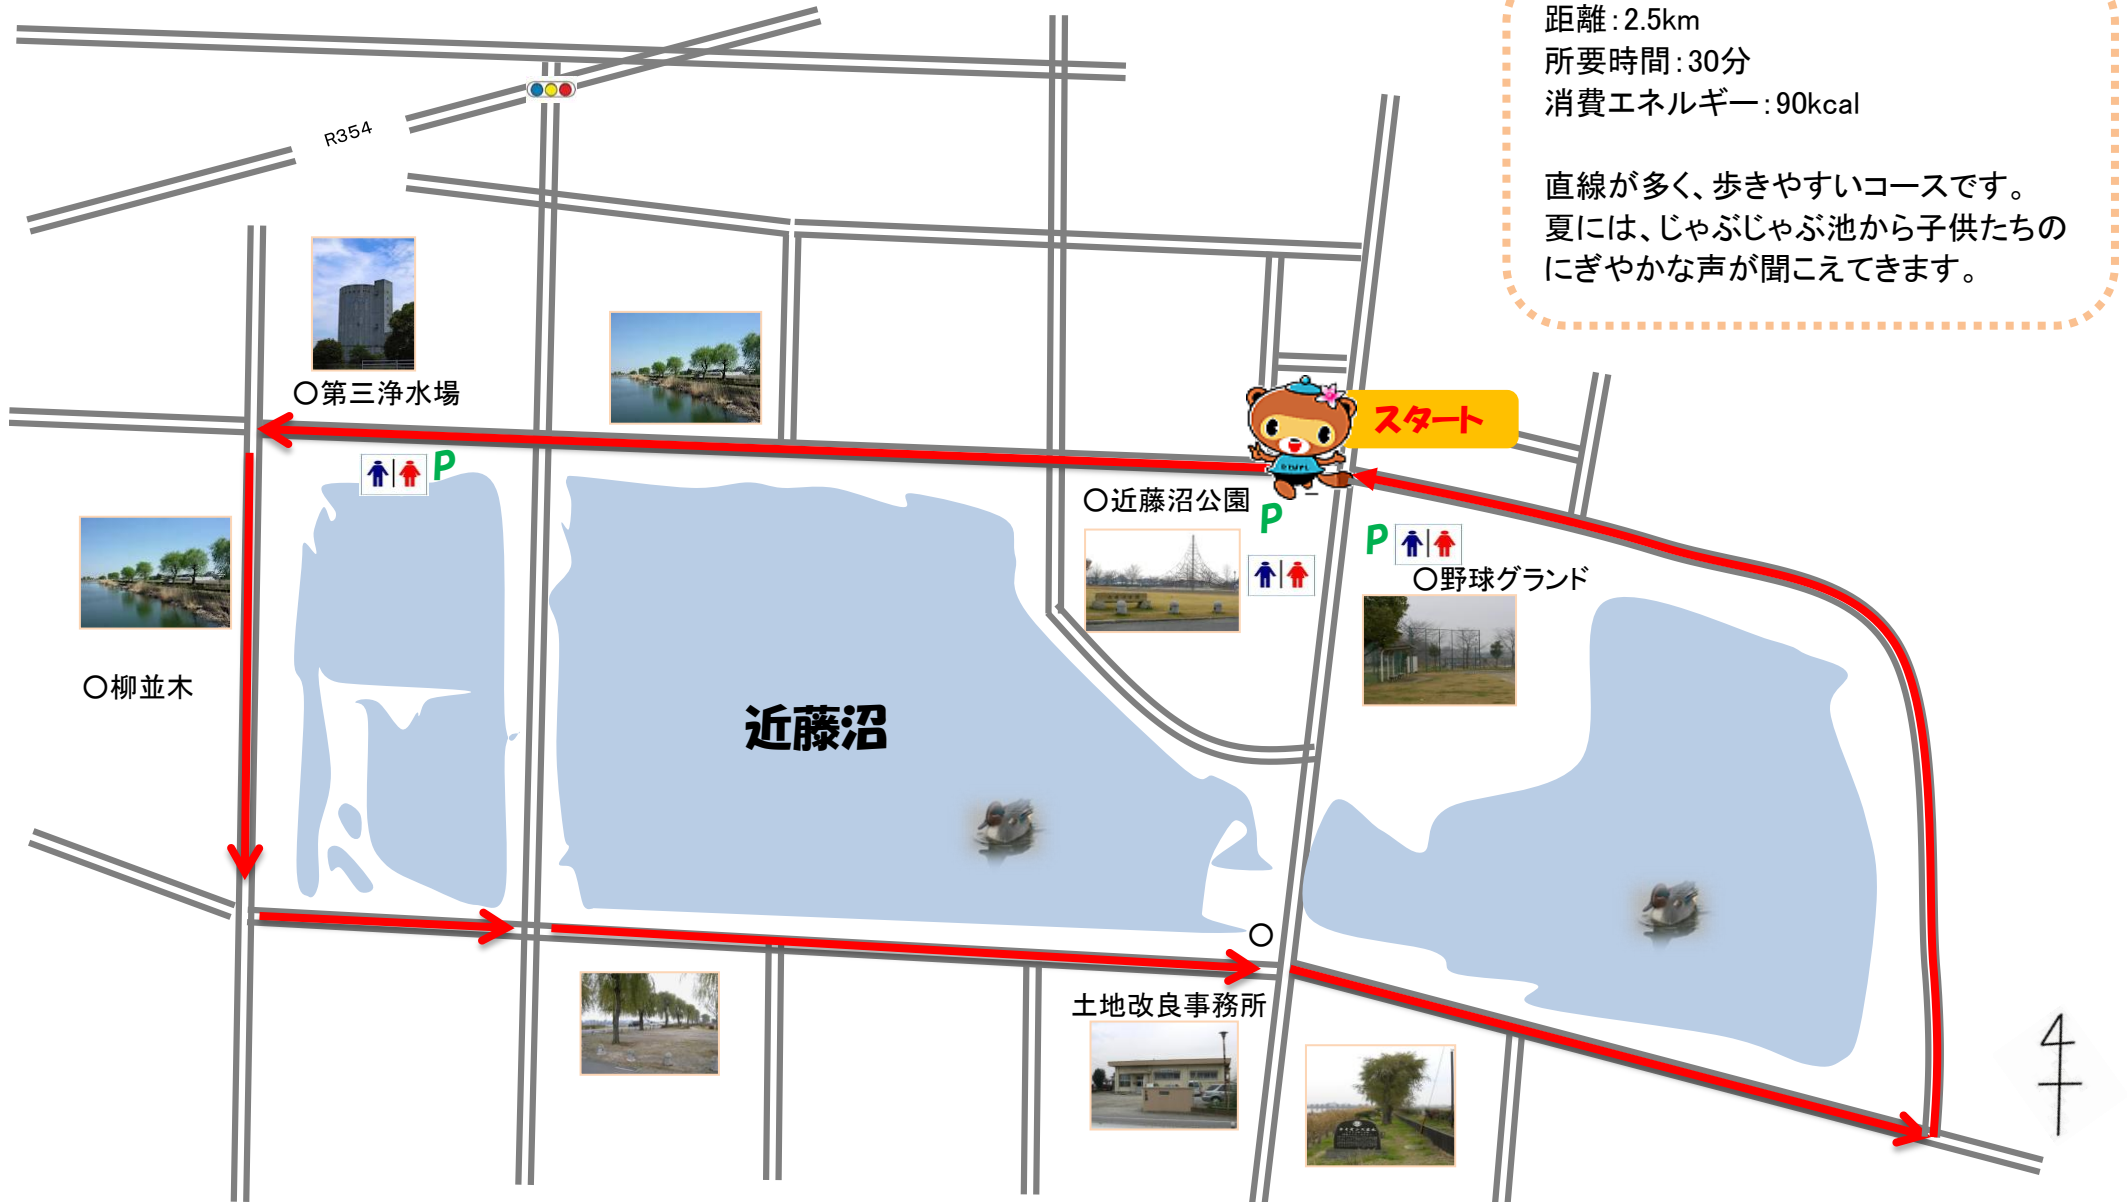 距離：2.5km
所要時間：30分
消費エネルギー：90kcal
直線が多く、歩きやすいコースです。
夏には、じゃぶじゃぶ池から子供たちの
にぎやかな声が聞こえてきます。
R354
〇第三浄水場
スタート
P
〇近藤沼公園
P
P
〇野球グランド
〇柳並木
近藤沼
〇
土地改良事務所